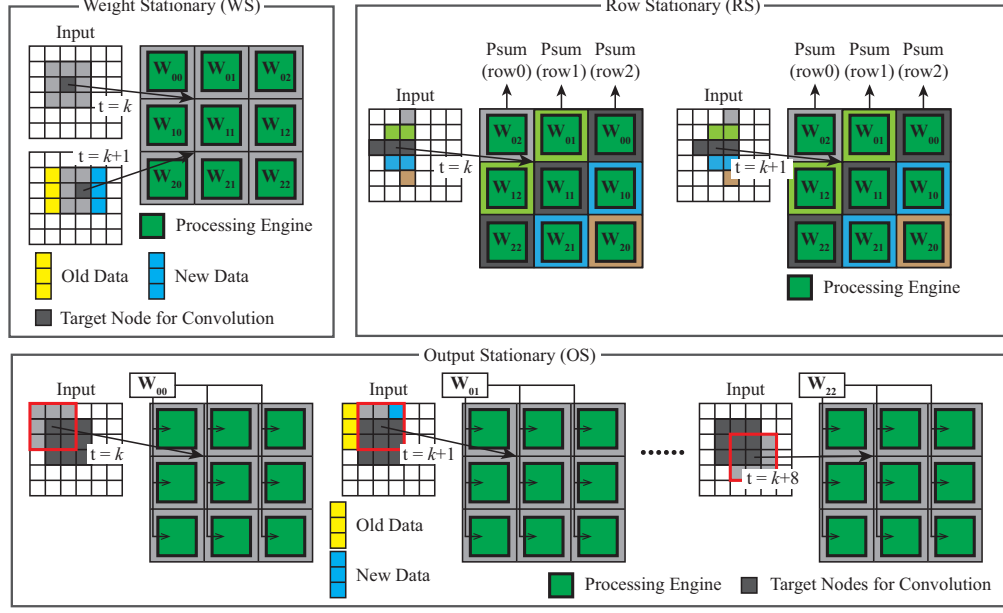 Weight Stationary (WS)
Input
t = k
t = k+1
W00 W01 W02
W10 W11 W12
W20 W21 W22
Processing Engine
Old Data
New Data
Target Node for Convolution
Row Stationary (RS)
Psum Psum Psum
(row0) (row1) (row2)
Input
t = k
W02 W01 W00
W12 W11 W10
W22 W21 W20
Psum Psum Psum
(row0) (row1) (row2)
Input
t = k+1
W02 W01 W00
W12 W11 W10
W22 W21 W20
Processing Engine
Output Stationary (OS)
Input
W00
t = k
Input
W01
t = k+1
Old Data
New Data
......
Input
W22
t = k+8
Processing Engine
Target Nodes for Convolution